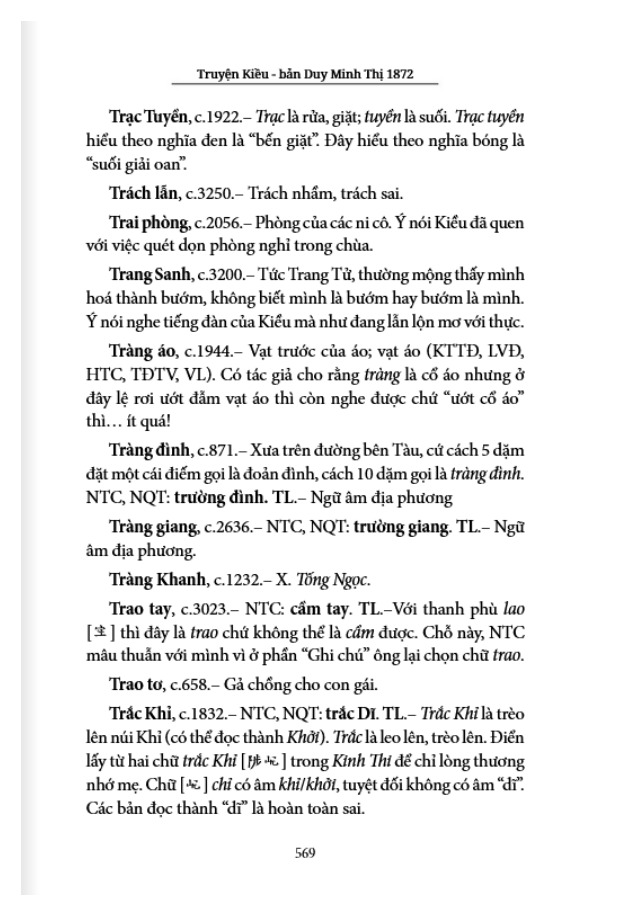 Truyện Kiều - bản Duy Minh Thị 1872
Trạc Tuyền, c.1922.– Trạc là rửa, giặt; tuyền là suối. Trạc tuyền
hiểu theo nghĩa đen là “bến giặt”. Đây hiểu theo nghĩa bóng là
“suối giải oan”.
Trách lẫn, c.3250.– Trách nhầm, trách sai.
Trai phòng, c.2056.– Phòng của các ni cô. Ý nói Kiều đã quen
với việc quét dọn phòng nghỉ trong chùa.
Trang Sanh, c.3200.– Tức Trang Tử, thường mộng thấy mình
hoá thành bướm, không biết mình là bướm hay bướm là mình.
Ý nói nghe tiếng đàn của Kiều mà như đang lẫn lộn mơ với thực.
Tràng áo, c.1944.– Vạt trước của áo; vạt áo (KTTĐ, LVĐ,
HTC, TĐTV, VL). Có tác giả cho rằng tràng là cổ áo nhưng ở
đây lệ rơi ướt đẫm vạt áo thì còn nghe được chứ “ướt cổ áo”
thì… ít quá!
Tràng đình, c.871.– Xưa trên đường bên Tàu, cứ cách 5 dặm
đặt một cái điếm gọi là đoản đình, cách 10 dặm gọi là tràng đình.
NTC, NQT: trường đình. TL.– Ngữ âm địa phương
Tràng giang, c.2636.– NTC, NQT: trường giang. TL.– Ngữ
âm địa phương.
Tràng Khanh, c.1232.– X. Tống Ngọc.
Trao tay, c.3023.– NTC: cầm tay. TL.–Với thanh phù lao
[ ] thì đây là trao chứ không thể là cầm được. Chỗ này, NTC
mâu thuẫn với mình vì ở phần “Ghi chú” ông lại chọn chữ trao.
Trao tơ, c.658.– Gả chồng cho con gái.
Trắc Khỉ, c.1832.– NTC, NQT: trắc Dĩ. TL.– Trắc Khỉ là trèo
lên núi Khỉ (có thể đọc thành Khởi). Trắc là leo lên, trèo lên. Điển
lấy từ hai chữ trắc Khỉ [ ] trong Kinh Thi để chỉ lòng thương
nhớ mẹ. Chữ [ ] chỉ có âm khỉ/khởi, tuyệt đối không có âm “dĩ”.
Các bản đọc thành “dĩ” là hoàn toàn sai.
569